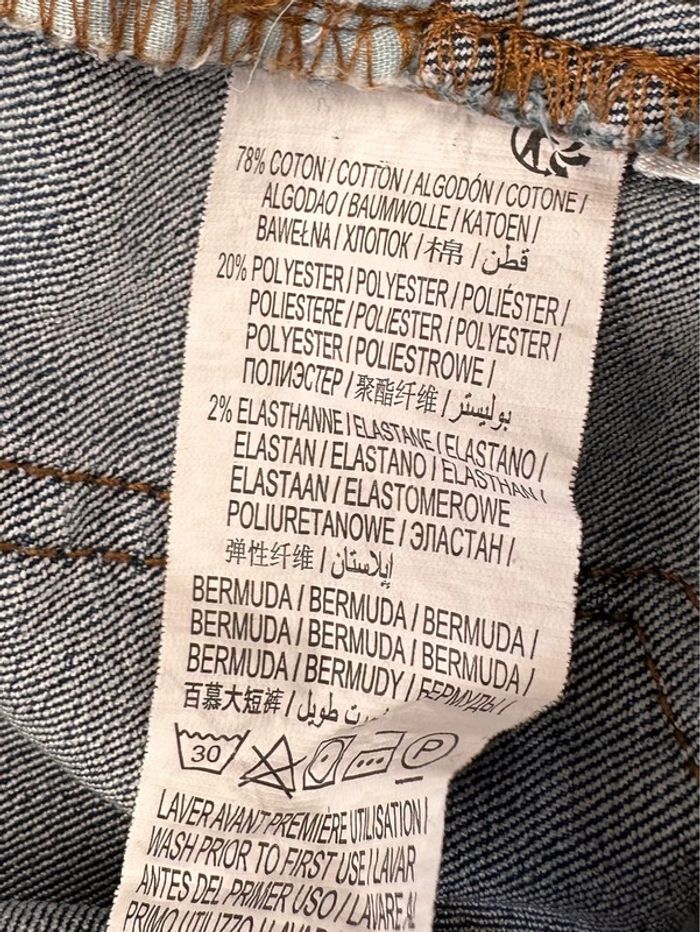 78% COTON / COTTON / ALGODÓN / COTONE /
ALGODAO / BAUMWOLLE / KATOEN /
BAWEŁNA / ХЛОПОК / 棉 / قطن
20% POLYESTER / POLYESTER / POLIÉSTER /
POLIESTERE / POLIESTER / POLYESTER /
POLYESTER / POLIESTROWE /
ПОЛИЭСТЕР / 聚酯纤维 / بوليستر
2% ELASTHANNE / ELASTANE / ELASTANO /
ELASTAN / ELASTANO / ELASTHAN /
ELASTAAN / ELASTOMEROWE
POLIURETANOWE / ЭЛАСТАН /
弹性纤维 / إيلاستان
BERMUDA / BERMUDA / BERMUDA /
BERMUDA / BERMUDA / BERMUDA /
BERMUDA / BERMUDY / БЕРМУДЫ /
百慕大短裤 / طويل
30 P
LAVER AVANT PREMIÈRE UTILISATION /
WASH PRIOR TO FIRST USE / LAVAR
ANTES DEL PRIMER USO / LAVARE AL
PRIMO UTILIZZO / LAVAR